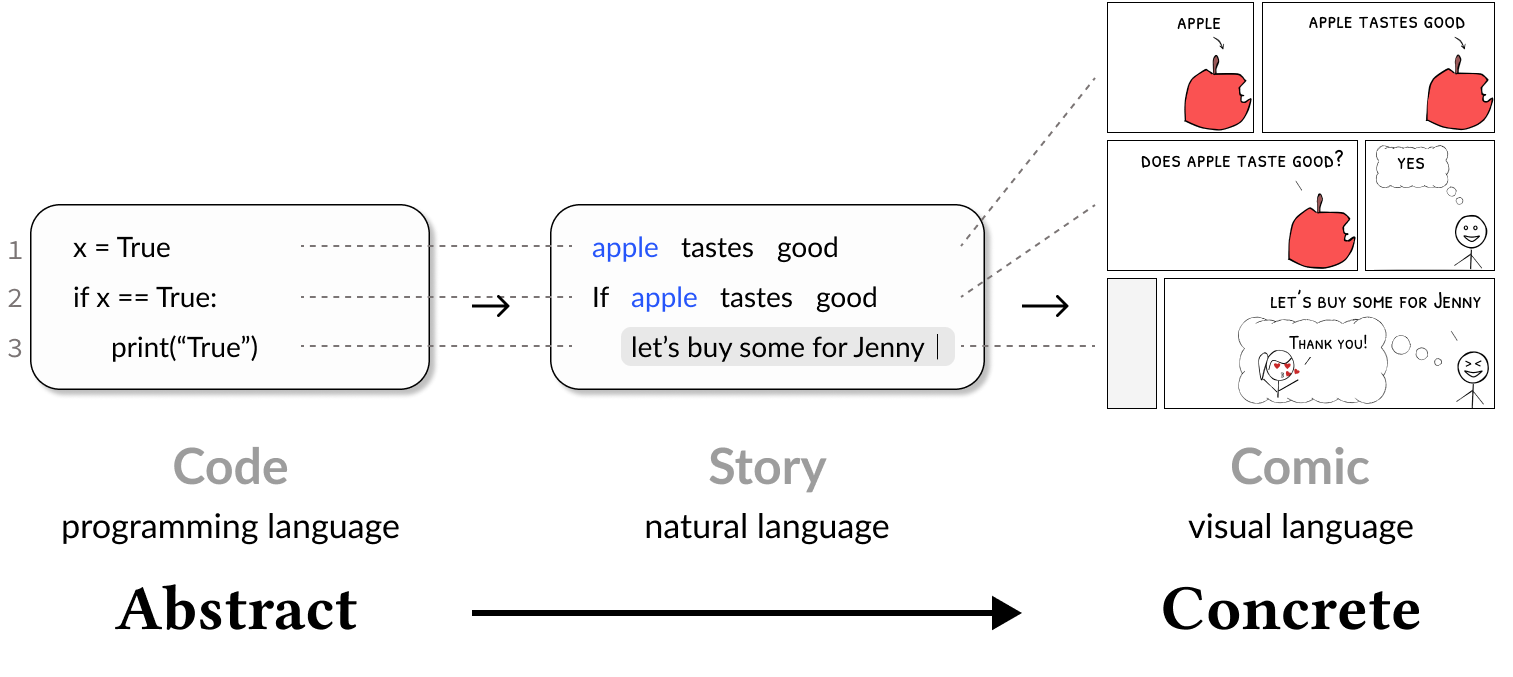 1 x = True
2 if x == True:
3 print(“True”)
apple tastes good
If apple tastes good
let’s buy some for Jenny
APPLE
APPLE TASTES GOOD
DOES APPLE TASTE GOOD?
YES
LET'S BUY SOME FOR JENNY
THANK YOU!
Code
programming language
Story
natural language
Comic
visual language
Abstract
Concrete